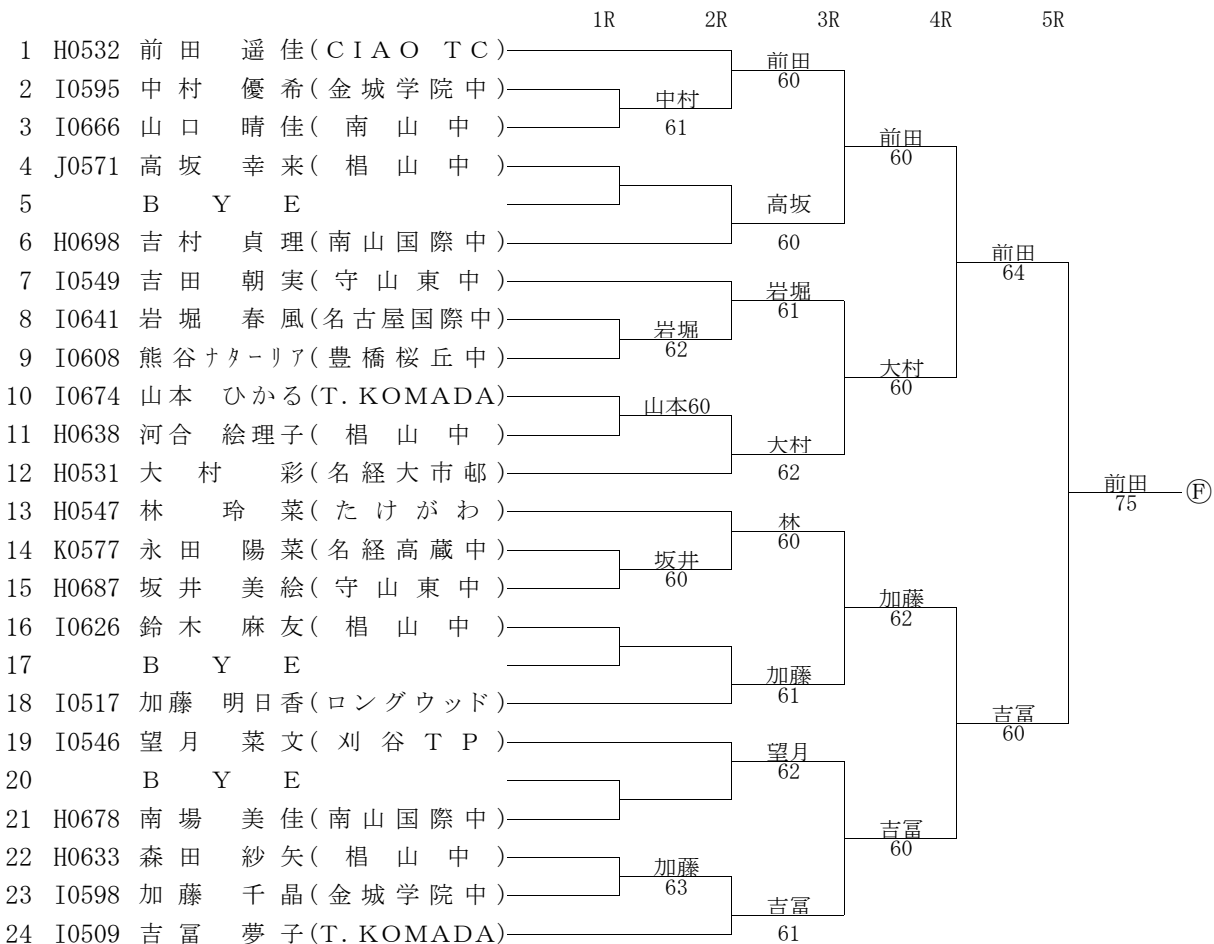 1R 2R 3R 4R 5R
1 H0532 前田 遥佳(CIAO TC)
2 I0595 中村 優希(金城学院中)
3 I0666 山口 晴佳(南山中)
4 J0571 高坂 幸来(椙山中)
5 BYE
6 H0698 吉村 貞理(南山国際中)
7 I0549 吉田 朝実(守山東中)
8 I0641 岩堀 春風(名古屋国際中)
9 I0608 熊谷ナターリア(豊橋桜丘中)
10 I0674 山本 ひかる(T.KOMADA)
11 H0638 河合 絵理子(椙山中)
12 H0531 大村 彩(名経大市邨)
13 H0547 林 玲菜(たけがわ)
14 K0577 永田 陽菜(名経高蔵中)
15 H0687 坂井 美絵(守山東中)
16 I0626 鈴木 麻友(椙山中)
17 BYE
18 I0517 加藤 明日香(ロングウッド)
19 I0546 望月 菜文(刈谷TP)
20 BYE
21 H0678 南場 美佳(南山国際中)
22 H0633 森田 紗矢(椙山中)
23 I0598 加藤 千晶(金城学院中)
24 I0509 吉冨 夢子(T.KOMADA)
中村
61
岩堀
62
山本60
坂井
60
加藤
63
前田
60
高坂
60
岩堀
61
大村
62
林
60
加藤
61
望月
62
吉冨
61
前田
60
大村
60
加藤
62
吉冨
60
前田
64
吉冨
60
前田
75
Ⓕ